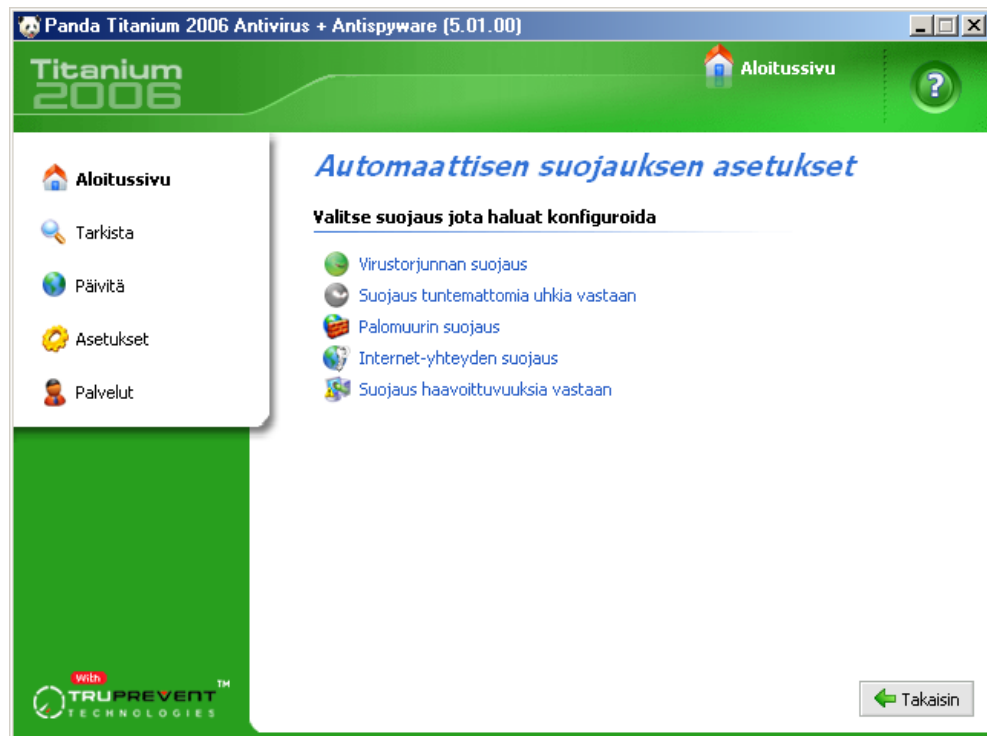 Panda Titanium 2006 Antivirus + Antispyware (5.01.00)
Titanium
2006
Aloitussivu
?
Aloitussivu
Tarkista
Päivitä
Asetukset
Palvelut
Automaattisen suojauksen asetukset
Valitse suojaus jota haluat konfiguroida
Virustorjunnan suojaus
Suojaus tuntemattomia uhkia vastaan
Palomuurin suojaus
Internet-yhteyden suojaus
Suojaus haavoittuvuuksia vastaan
With
TRUPREVENT™
TECHNOLOGIES
Takaisin